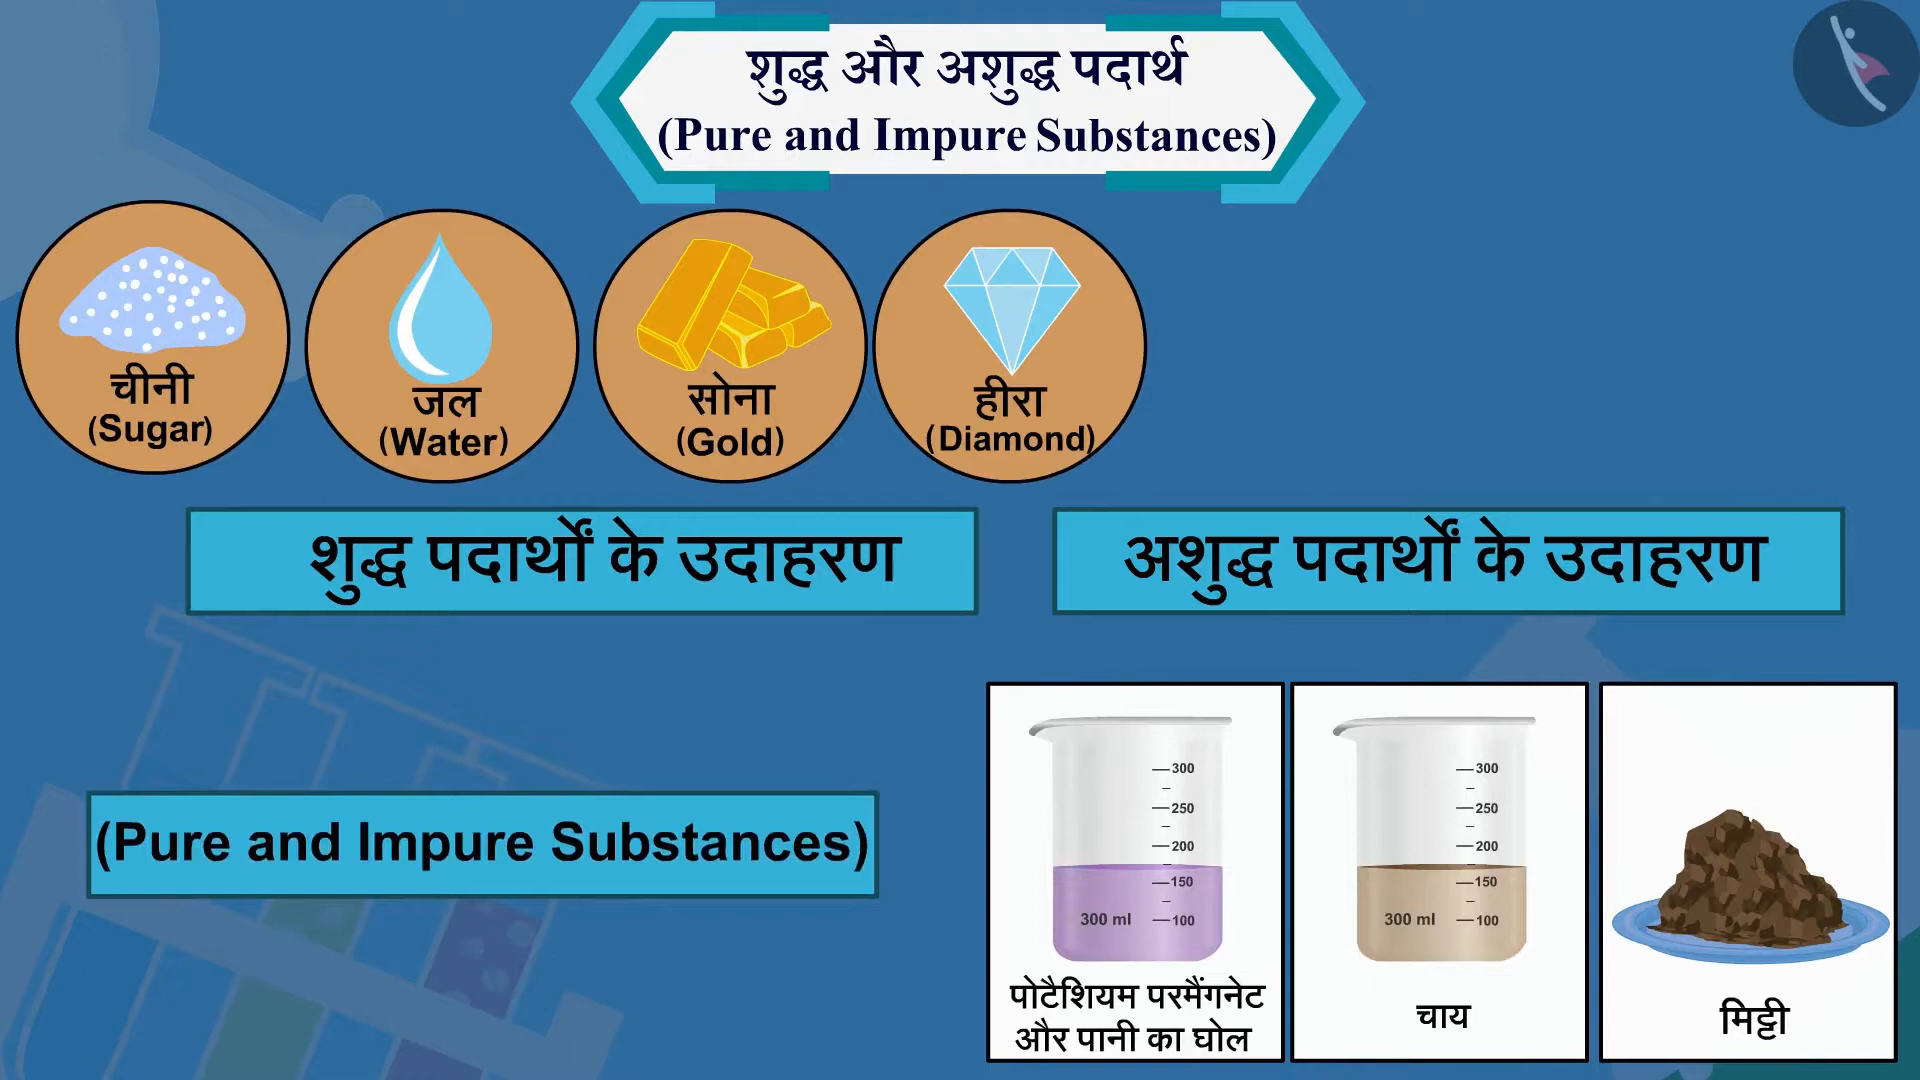 शुद्ध और अशुद्ध पदार्थ
(Pure and Impure Substances)
चीनी
(Sugar)
जल
(Water)
सोना
(Gold)
हीरा
(Diamond)
शुद्ध पदार्थों के उदाहरण
अशुद्ध पदार्थों के उदाहरण
(Pure and Impure Substances)
300
250
200
150
300 ml 100
पोटैशियम परमैंगनेट
और पानी का घोल
300
250
200
150
300 ml 100
चाय
मिट्टी